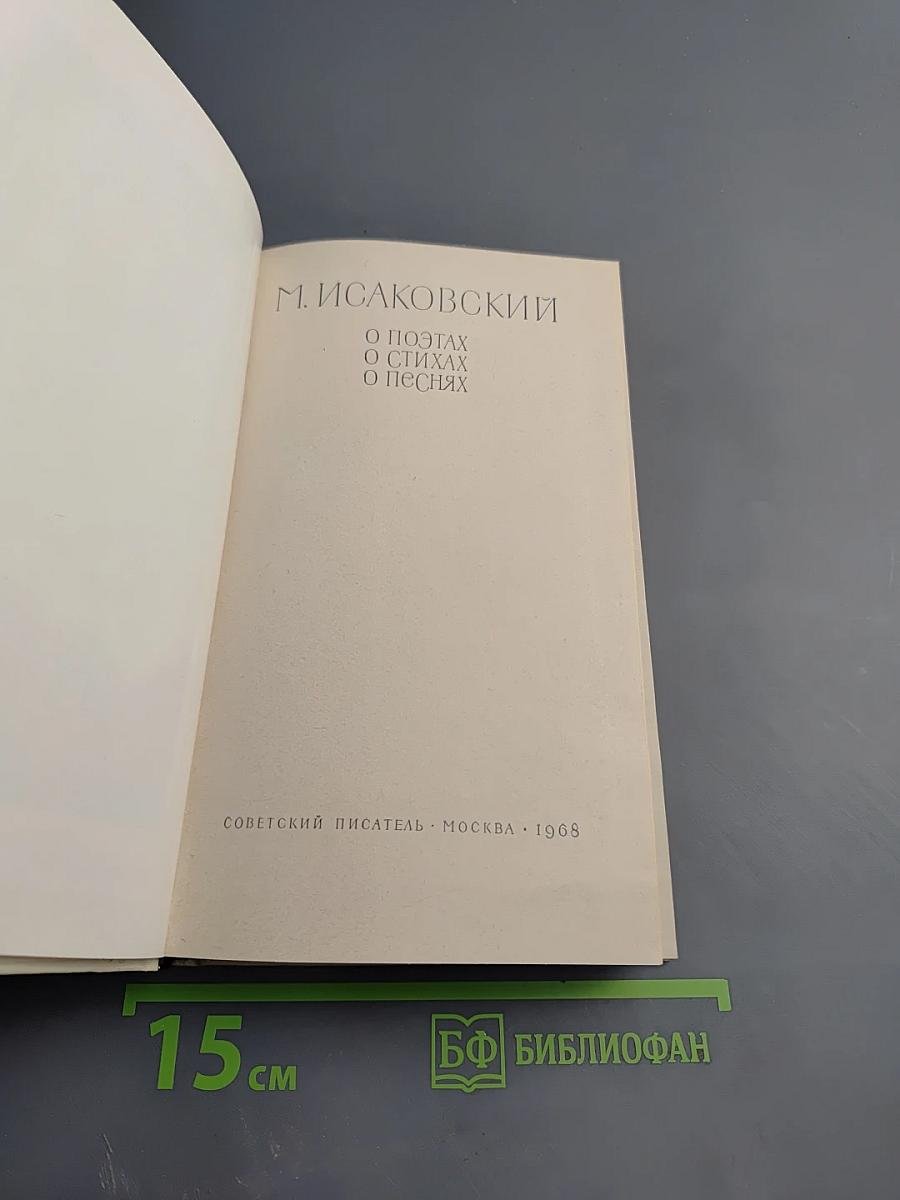 М. ИСАКОВСКИЙ
О ПОЭТАХ
О СТИХАХ
О ПЕСНЯХ
СОВЕТСКИЙ ПИСАТЕЛЬ · МОСКВА · 1968
15 см
БФ БИБЛИОФАН